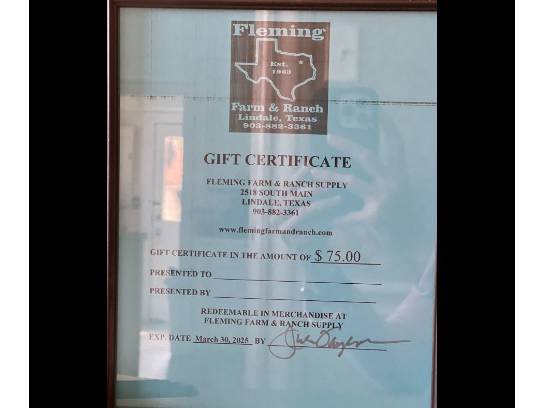 Fleming
Est.
1963
Farm & Ranch
Lindale, Texas
903-882-3361
GIFT CERTIFICATE
FLEMING FARM & RANCH SUPPLY
2518 SOUTH MAIN
LINDALE, TEXAS
903-882-3361
www.flemingfarmandranch.com
GIFT CERTIFICATE IN THE AMOUNT OF $ 75.00
PRESENTED TO
PRESENTED BY
REDEEMABLE IN MERCHANDISE AT
FLEMING FARM & RANCH SUPPLY
EXP. DATE March 30, 2025 BY